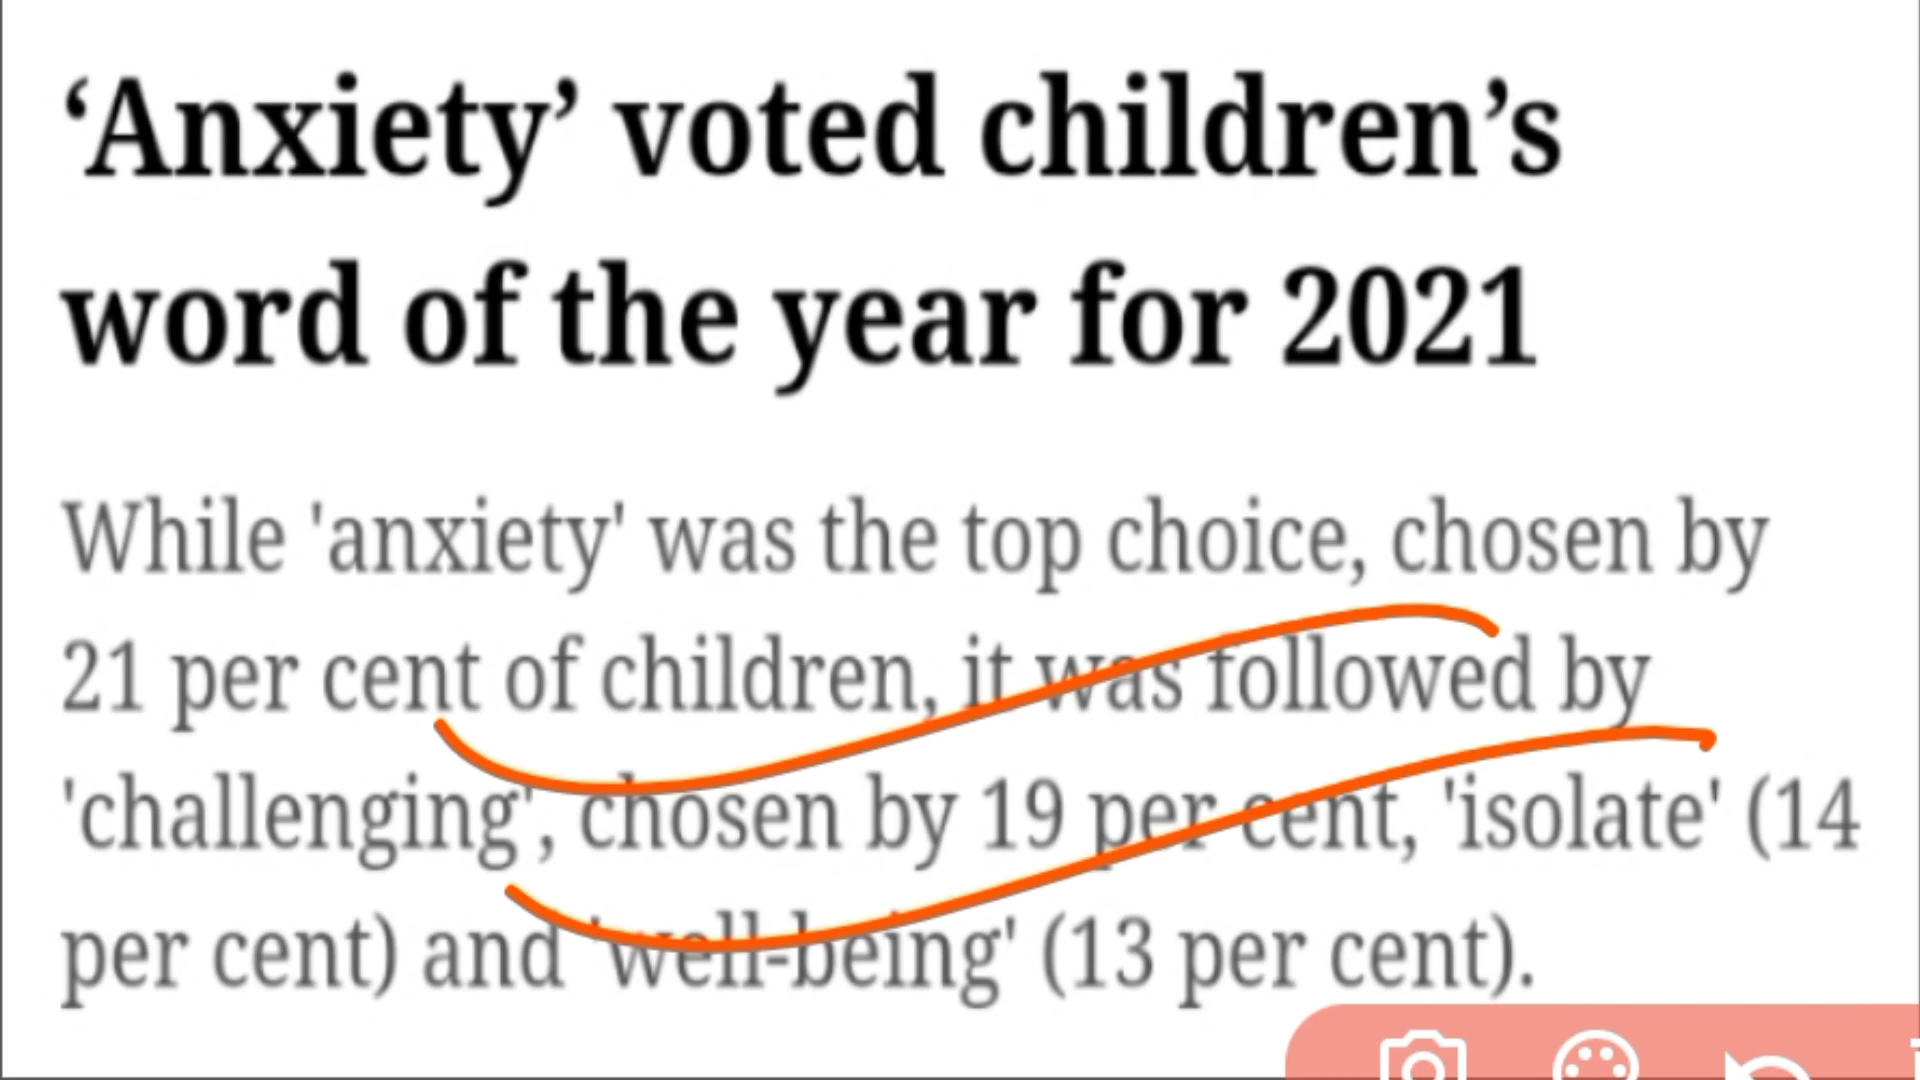 ‘Anxiety’ voted children’s
word of the year for 2021
While 'anxiety' was the top choice, chosen by
21 per cent of children, it was followed by
'challenging', chosen by 19 per cent, 'isolate' (14
per cent) and 'well-being' (13 per cent).